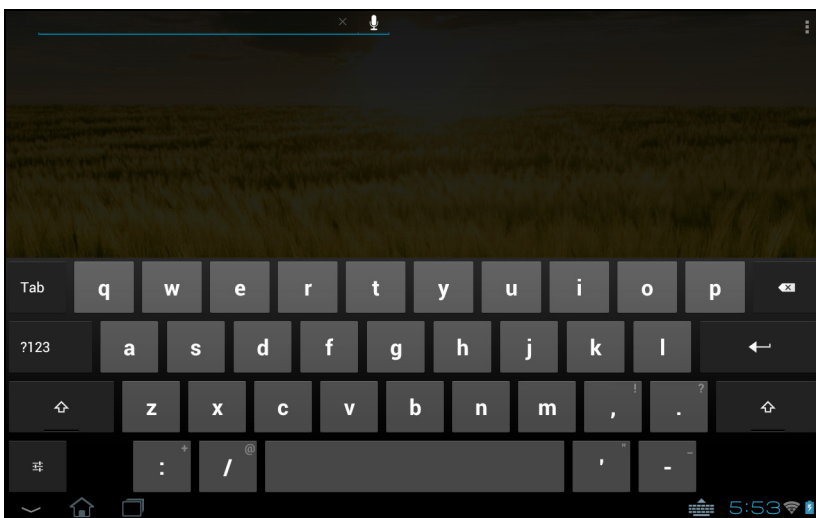 Tab q w e r t y u i o p
?123 a s d f g h j k l
z x c v b n m , ! . ?
: + / @ ' " - _
5:53